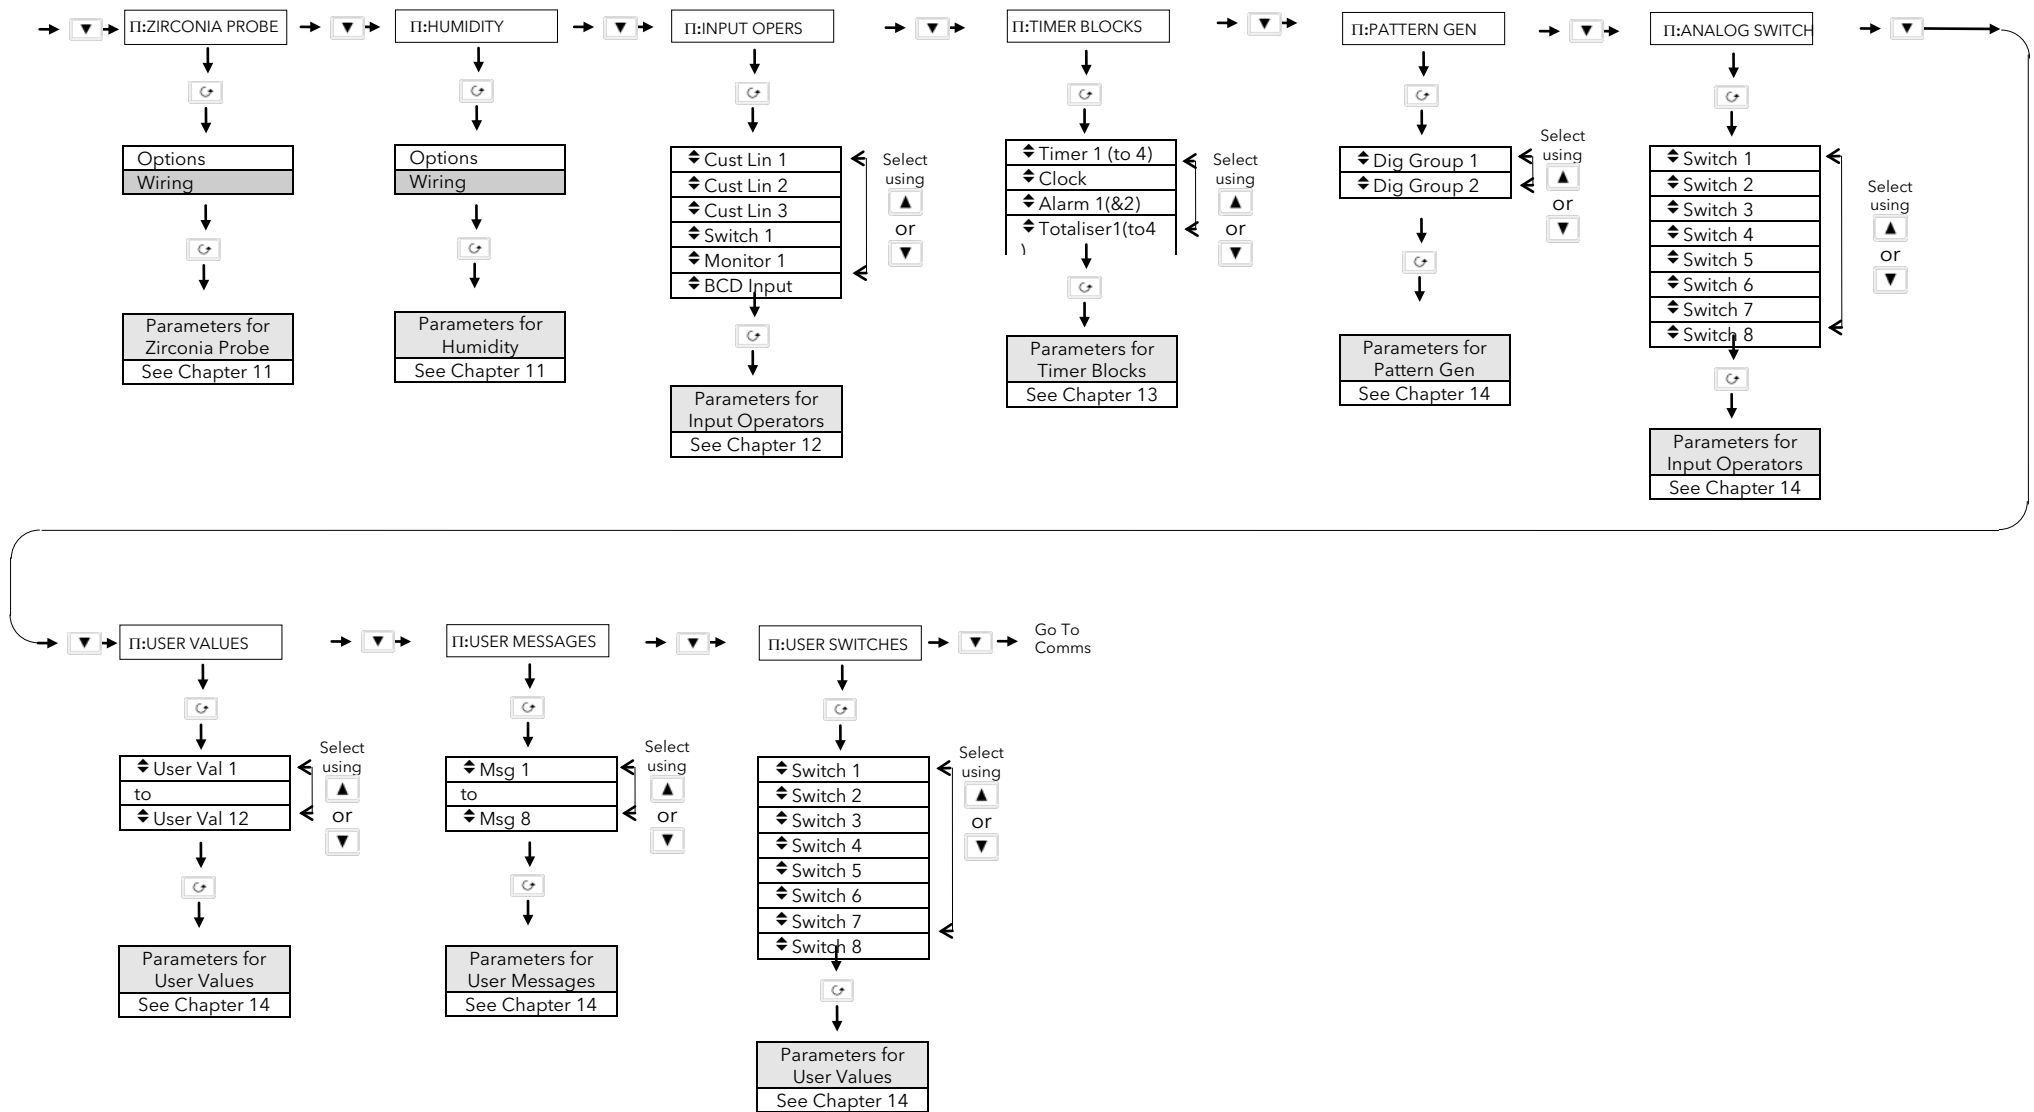 Π:ZIRCONIA PROBE
Options
Wiring
Parameters for
Zirconia Probe
See Chapter 11
Π:HUMIDITY
Options
Wiring
Parameters for
Humidity
See Chapter 11
Π:INPUT OPERS
Cust Lin 1
Cust Lin 2
Cust Lin 3
Switch 1
Monitor 1
BCD Input
Select
using
or
Parameters for
Input Operators
See Chapter 12
Π:TIMER BLOCKS
Timer 1 (to 4)
Clock
Alarm 1(&2)
Totaliser1(to4
)
Select
using
or
Parameters for
Timer Blocks
See Chapter 13
Π:PATTERN GEN
Dig Group 1
Dig Group 2
Select
using
or
Parameters for
Pattern Gen
See Chapter 14
Π:ANALOG SWITCH
Switch 1
Switch 2
Switch 3
Switch 4
Switch 5
Switch 6
Switch 7
Switch 8
Select
using
or
Parameters for
Input Operators
See Chapter 14
Π:USER VALUES
User Val 1
to
User Val 12
Select
using
or
Parameters for
User Values
See Chapter 14
Π:USER MESSAGES
Msg 1
to
Msg 8
Select
using
or
Parameters for
User Messages
See Chapter 14
Π:USER SWITCHES
Switch 1
Switch 2
Switch 3
Switch 4
Switch 5
Switch 6
Switch 7
Switch 8
Select
using
or
Parameters for
User Values
See Chapter 14
Go To
Comms